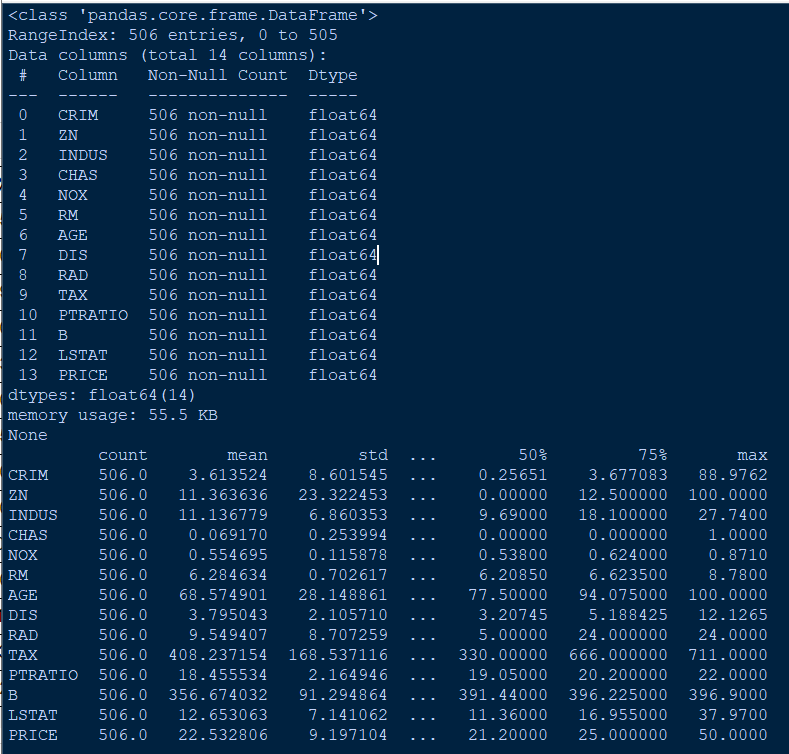 <class 'pandas.core.frame.DataFrame'>
RangeIndex: 506 entries, 0 to 505
Data columns (total 14 columns):
 #   Column   Non-Null Count  Dtype
---  ------   --------------  -----
 0   CRIM     506 non-null    float64
 1   ZN       506 non-null    float64
 2   INDUS    506 non-null    float64
 3   CHAS     506 non-null    float64
 4   NOX      506 non-null    float64
 5   RM       506 non-null    float64
 6   AGE      506 non-null    float64
 7   DIS      506 non-null    float64
 8   RAD      506 non-null    float64
 9   TAX      506 non-null    float64
 10  PTRATIO  506 non-null    float64
 11  B        506 non-null    float64
 12  LSTAT    506 non-null    float64
 13  PRICE    506 non-null    float64
dtypes: float64(14)
memory usage: 55.5 KB
None
         count        mean         std  ...        50%         75%       max
CRIM     506.0    3.613524    8.601545  ...    0.25651    3.677083   88.9762
ZN       506.0   11.363636   23.322453  ...    0.00000   12.500000  100.0000
INDUS    506.0   11.136779    6.860353  ...    9.69000   18.100000   27.7400
CHAS     506.0    0.069170    0.253994  ...    0.00000    0.000000    1.0000
NOX      506.0    0.554695    0.115878  ...    0.53800    0.624000    0.8710
RM       506.0    6.284634    0.702617  ...    6.20850    6.623500    8.7800
AGE      506.0   68.574901   28.148861  ...   77.50000   94.075000  100.0000
DIS      506.0    3.795043    2.105710  ...    3.20745    5.188425   12.1265
RAD      506.0    9.549407    8.707259  ...    5.00000   24.000000   24.0000
TAX      506.0  408.237154  168.537116  ...  330.00000  666.000000  711.0000
PTRATIO  506.0   18.455534    2.164946  ...   19.05000   20.200000   22.0000
B        506.0  356.674032   91.294864  ...  391.44000  396.225000  396.9000
LSTAT    506.0   12.653063    7.141062  ...   11.36000   16.955000   37.9700
PRICE    506.0   22.532806    9.197104  ...   21.20000   25.000000   50.0000